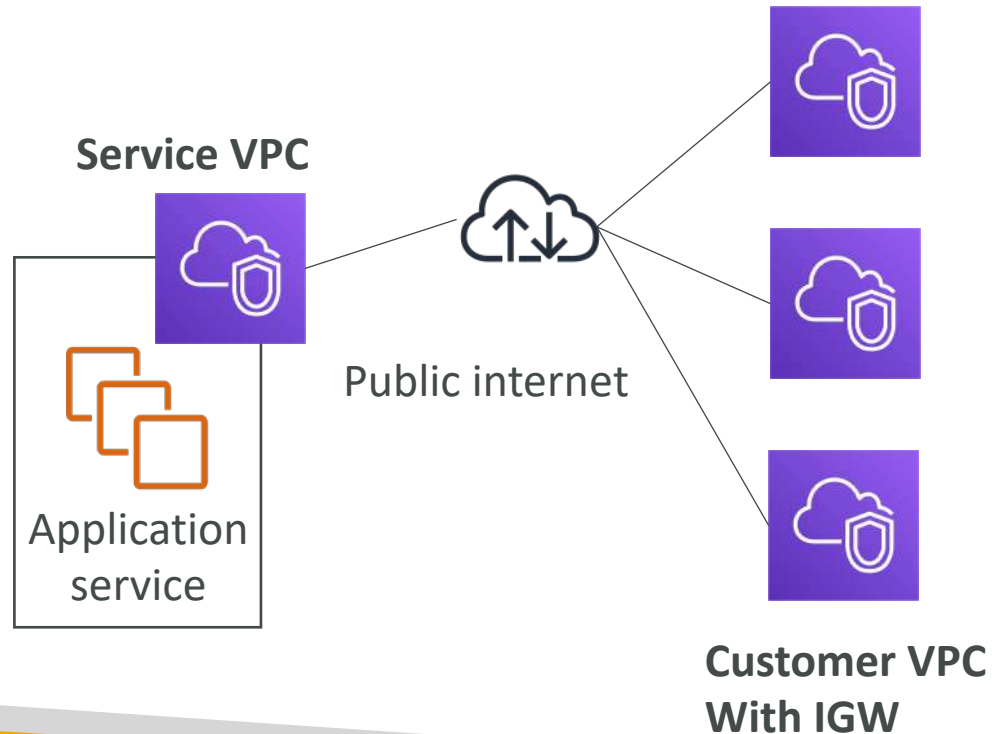 Service VPC
Public internet
Application
service
Customer VPC
With IGW